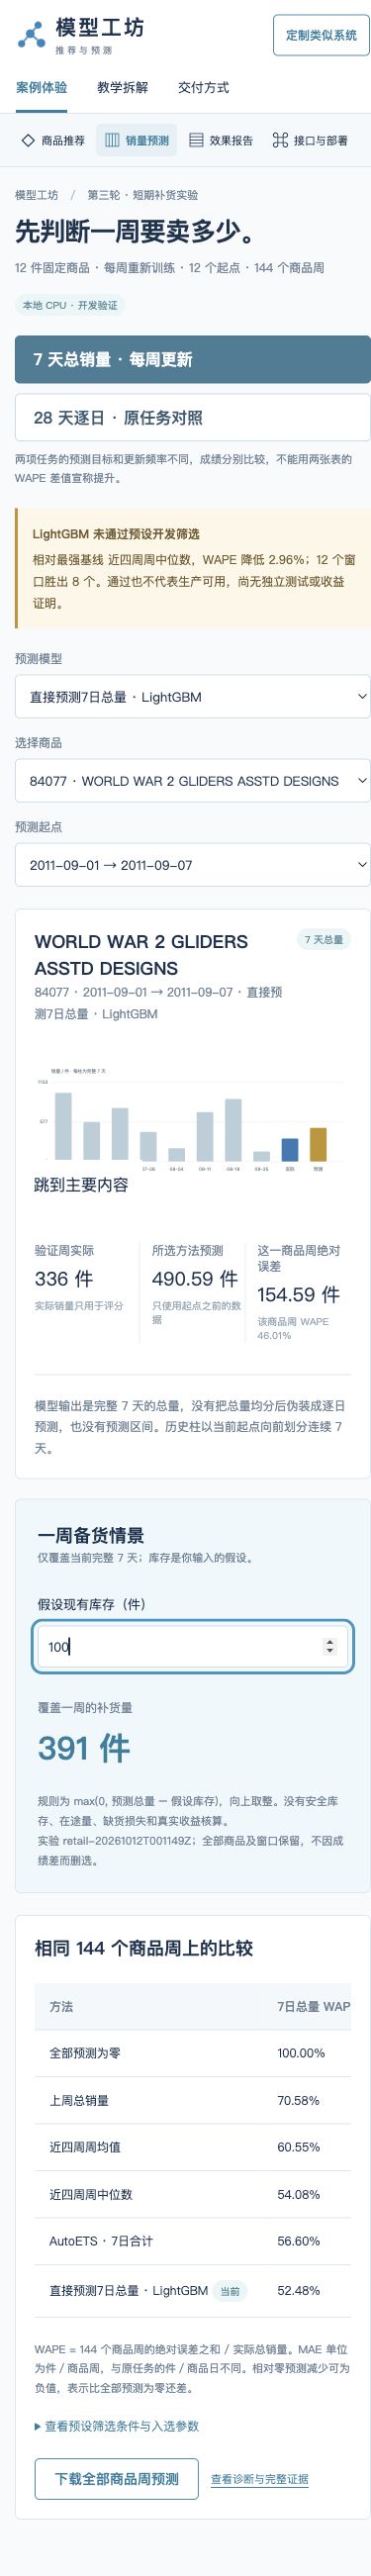 模型工坊
推荐与预测
定制类似系统
案例体验 教学拆解 交付方式
商品推荐 销量预测 效果报告 接口与部署
模型工坊 / 第三轮 · 短期补货实验
先判断一周要卖多少。
12 件固定商品 · 每周重新训练 · 12 个起点 · 144 个商品周
本地 CPU · 开发验证
7 天总销量 · 每周更新
28 天逐日 · 原任务对照
两项任务的预测目标和更新频率不同，成绩分别比较，不能用两张表的
WAPE 差值宣称提升。
LightGBM 未通过预设开发筛选
相对最强基线 近四周周中位数，WAPE 降低 2.96%；12 个窗
口胜出 8 个。通过也不代表生产可用，尚无独立测试或收益
证明。
预测模型
直接预测7日总量 · LightGBM
选择商品
84077 · WORLD WAR 2 GLIDERS ASSTD DESIGNS
预测起点
2011-09-01 → 2011-09-07
WORLD WAR 2 GLIDERS
ASSTD DESIGNS
7 天总量
84077 · 2011-09-01 → 2011-09-07 · 直接预
测7日总量 · LightGBM
销量 / 件 · 每柱为完整 7 天
1153
577
07-28 08-04 08-11 08-18 08-25 实际 预测
跳到主要内容
验证周实际
336 件
实际销量只用于评分
所选方法预测
490.59 件
只使用起点之前的数
据
这一商品周绝对
误差
154.59 件
该商品周 WAPE
46.01%
模型输出是完整 7 天的总量，没有把总量均分后伪装成逐日
预测，也没有预测区间。历史柱以当前起点向前划分连续 7
天。
一周备货情景
仅覆盖当前完整 7 天；库存是你输入的假设。
假设现有库存（件）
100
覆盖一周的补货量
391 件
规则为 max(0, 预测总量 − 假设库存)，向上取整。没有安全库
存、在途量、缺货损失和真实收益核算。
实验 retail-20261012T001149Z；全部商品及窗口保留，不因成
绩差而删选。
相同 144 个商品周上的比较
方法 7日总量 WAP
全部预测为零 100.00%
上周总销量 70.58%
近四周周均值 60.55%
近四周周中位数 54.08%
AutoETS · 7日合计 56.60%
直接预测7日总量 · LightGBM 当前 52.48%
WAPE = 144 个商品周的绝对误差之和 / 实际总销量。MAE 单位
为件 / 商品周，与原任务的件 / 商品日不同。相对零预测减少可为
负值，表示比全部预测为零还差。
查看预设筛选条件与入选参数
下载全部商品周预测 查看诊断与完整证据